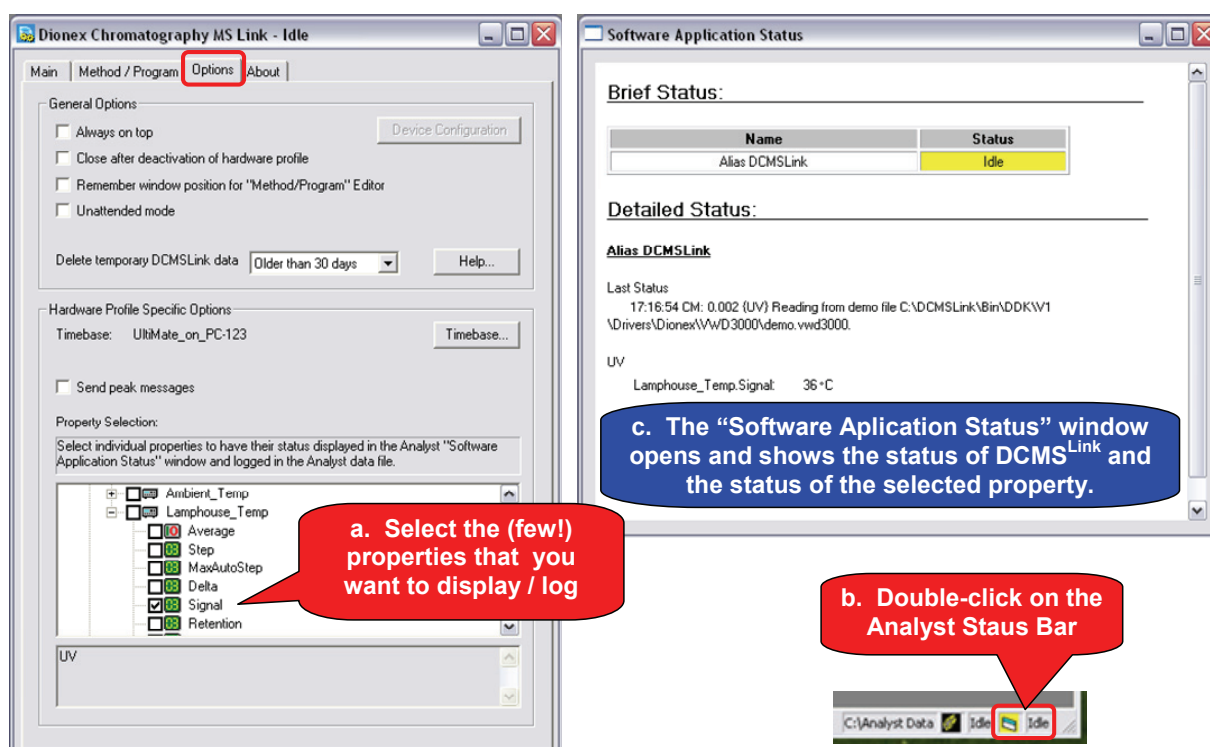 Dionex Chromatography MS Link - Idle
Main
Method / Program
Options
About
General Options
Always on top
Device Configuration
Close after deactivation of hardware profile
Remember window position for "Method/Program" Editor
Unattended mode
Delete temporary DCMSLink data
Older than 30 days
Help...
Hardware Profile Specific Options
Timebase: UltiMate_on_PC-123
Timebase...
Send peak messages
Property Selection:
Select individual properties to have their status displayed in the Analyst "Software
Application Status" window and logged in the Analyst data file.
Ambient_Temp
Lamphouse_Temp
Average
Step
MaxAutoStep
Delta
Signal
Retention
UV
a. Select the (few!)
properties that you
want to display / log
Software Application Status
Brief Status:
Name Status
Alias DCMSLink Idle
Detailed Status:
Alias DCMSLink
Last Status
17:16:54 CM: 0.002 {UV} Reading from demo file C:\DCMSLink\Bin\DDK\V1
\Drivers\Dionex\VWD3000\demo.vwd3000.
UV
Lamphouse_Temp.Signal: 36 °C
c. The “Software Aplication Status” window
opens and shows the status of DCMSLink and
the status of the selected property.
b. Double-click on the
Analyst Staus Bar
C:\Analyst Data Idle Idle